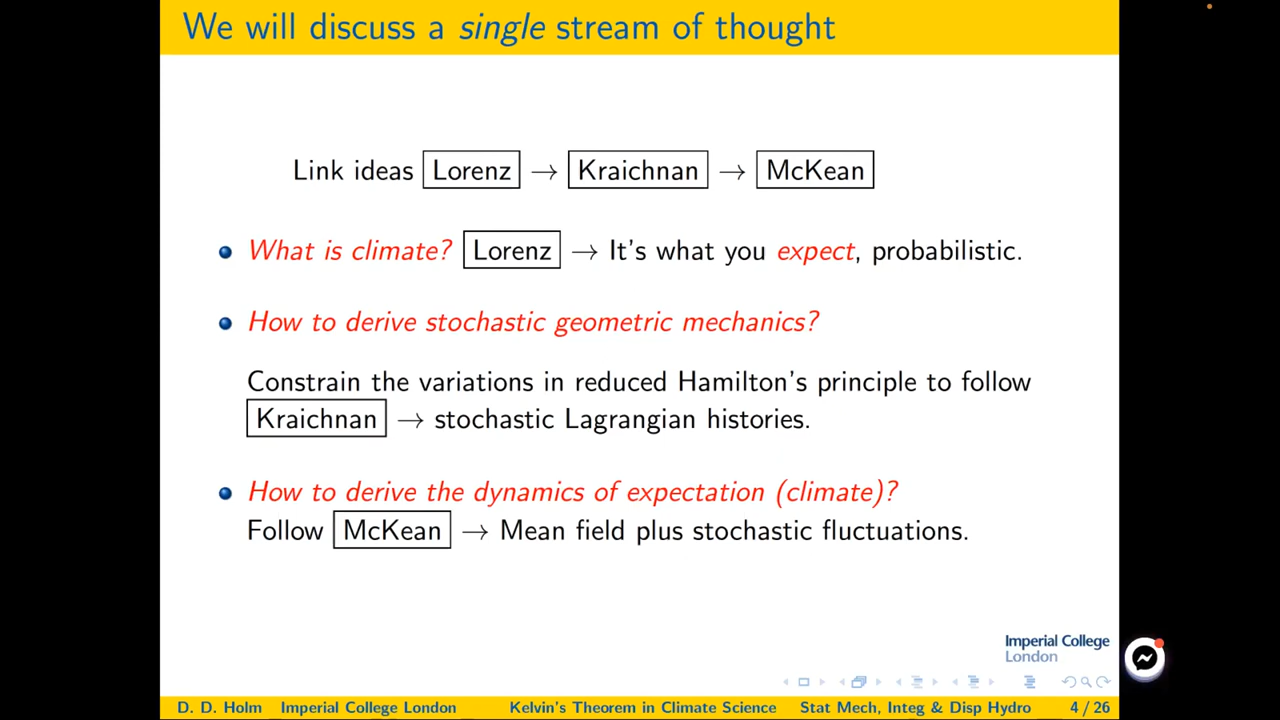 We will discuss a single stream of thought
Link ideas Lorenz → Kraichnan → McKean
What is climate? Lorenz → It's what you expect, probabilistic.
How to derive stochastic geometric mechanics?
Constrain the variations in reduced Hamilton's principle to follow
Kraichnan → stochastic Lagrangian histories.
How to derive the dynamics of expectation (climate)?
Follow McKean → Mean field plus stochastic fluctuations.
Imperial College
London
D. D. Holm Imperial College London Kelvin's Theorem in Climate Science Stat Mech, Integ & Disp Hydro 4 / 26